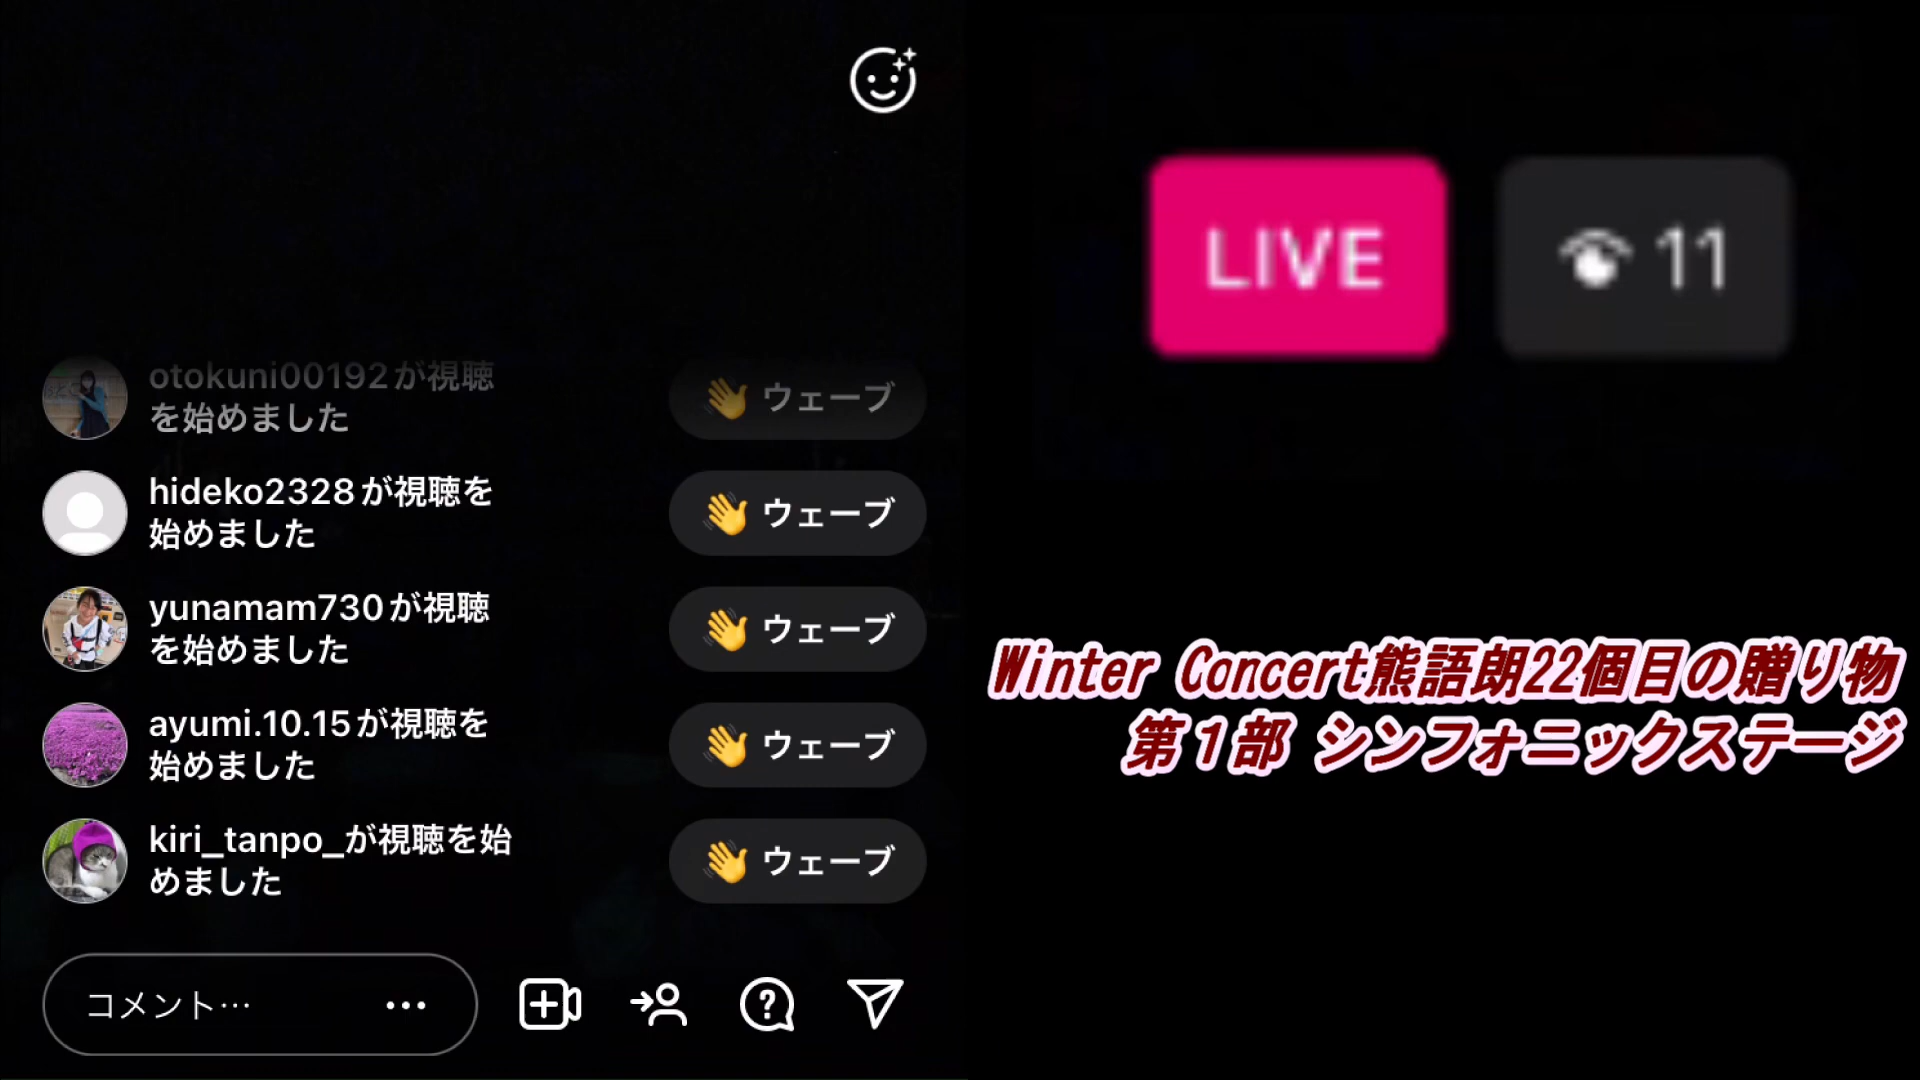 otokuni00192が視聴
を始めました
ウェーブ
hideko2328が視聴を
始めました
ウェーブ
yunamam730が視聴
を始めました
ウェーブ
ayumi.10.15が視聴を
始めました
ウェーブ
kiri_tanpo_が視聴を始
めました
ウェーブ
コメント…
LIVE
11
Winter Concert熊語朗22個目の贈り物
第１部 シンフォニックステージ